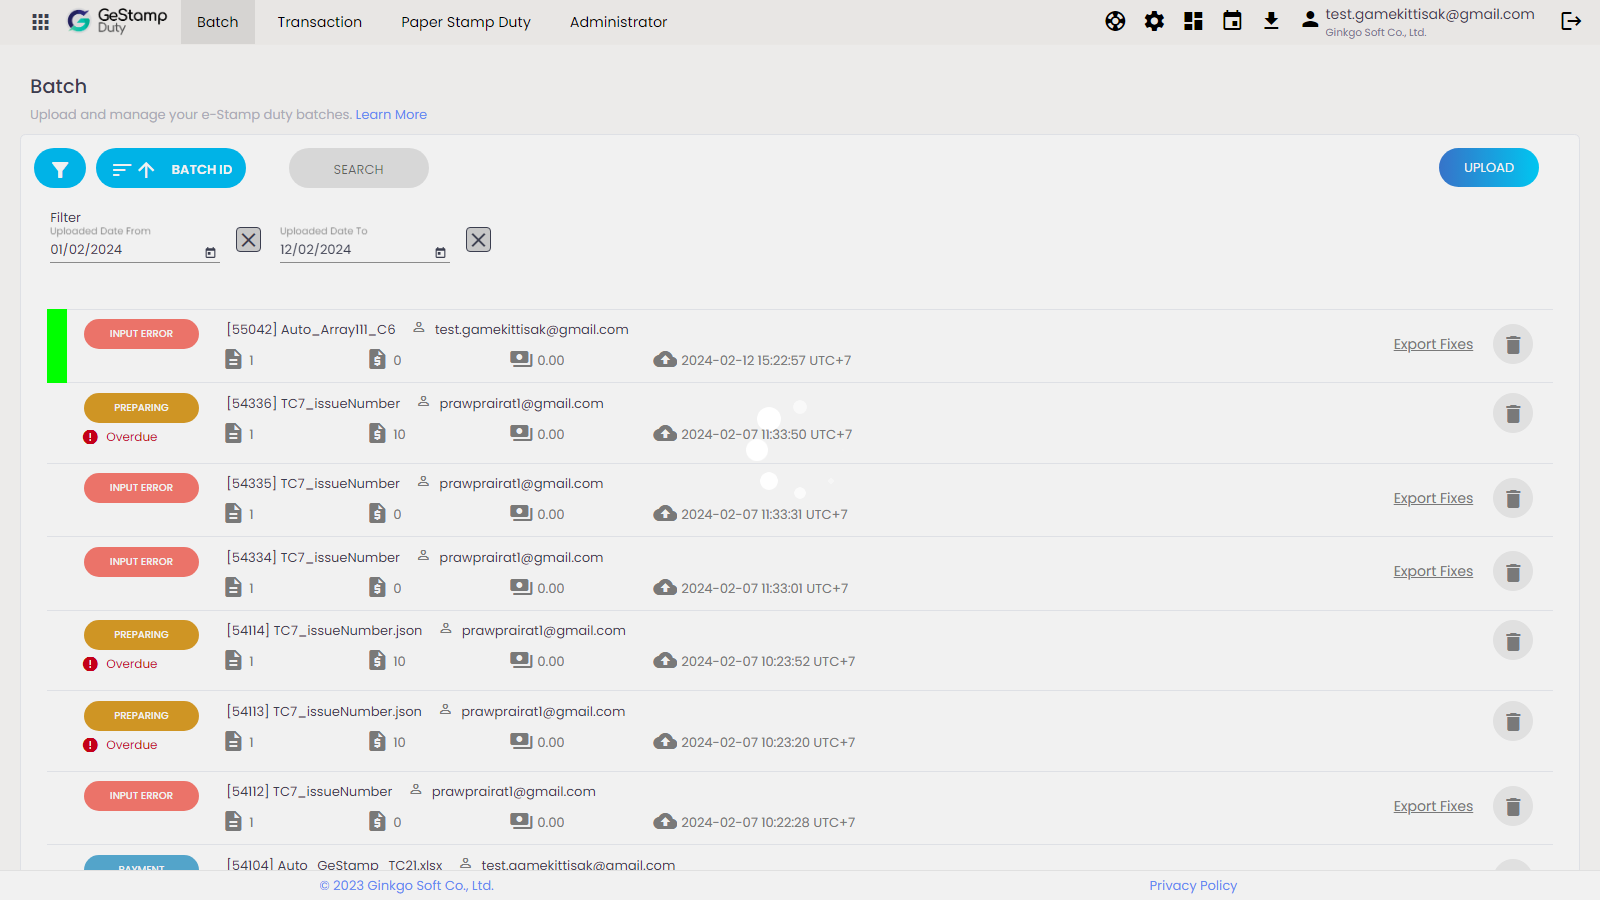 GeStamp
Duty
Batch
Transaction
Paper Stamp Duty
Administrator
test.gamekittisak@gmail.com
Ginkgo Soft Co., Ltd.
Batch
Upload and manage your e-Stamp duty batches. Learn More
BATCH ID
SEARCH
UPLOAD
Filter
Uploaded Date From
01/02/2024
Uploaded Date To
12/02/2024
INPUT ERROR
[55042] Auto_Array111_C6
test.gamekittisak@gmail.com
1
0
0.00
2024-02-12 15:22:57 UTC+7
Export Fixes
PREPARING
Overdue
[54336] TC7_issueNumber
prawprairat1@gmail.com
1
10
0.00
2024-02-07 11:33:50 UTC+7
INPUT ERROR
[54335] TC7_issueNumber
prawprairat1@gmail.com
1
0
0.00
2024-02-07 11:33:31 UTC+7
Export Fixes
INPUT ERROR
[54334] TC7_issueNumber
prawprairat1@gmail.com
1
0
0.00
2024-02-07 11:33:01 UTC+7
Export Fixes
PREPARING
Overdue
[54114] TC7_issueNumber.json
prawprairat1@gmail.com
1
10
0.00
2024-02-07 10:23:52 UTC+7
PREPARING
Overdue
[54113] TC7_issueNumber.json
prawprairat1@gmail.com
1
10
0.00
2024-02-07 10:23:20 UTC+7
INPUT ERROR
[54112] TC7_issueNumber
prawprairat1@gmail.com
1
0
0.00
2024-02-07 10:22:28 UTC+7
Export Fixes
PAYMENT
[54104] Auto_GeStamp_TC21.xlsx
test.gamekittisak@gmail.com
© 2023 Ginkgo Soft Co., Ltd.
Privacy Policy